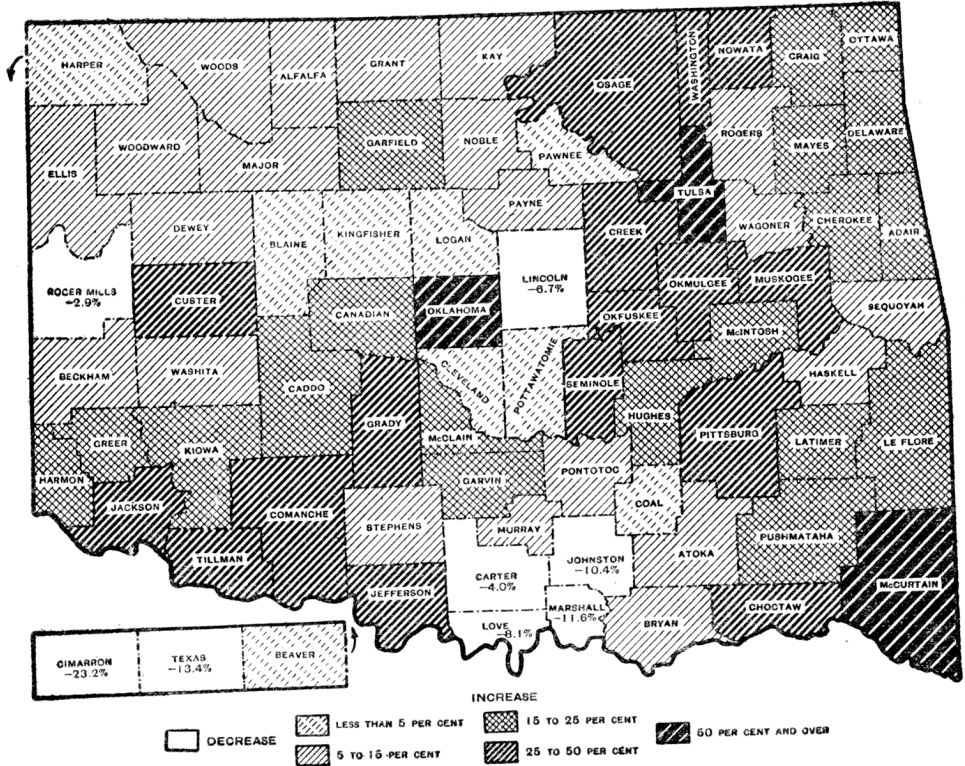 HARPER
WOODS
ALFALFA
GRANT
KAY
OSAGE
WASHINGTON
NOWATA
CRAIG
OTTAWA
ELLIS
WOODWARD
MAJOR
GARFIELD
NOBLE
PAWNEE
ROGERS
MAYES
DELAWARE
DEWEY
BLAINE
KINGFISHER
LOGAN
PAYNE
CREEK
TULSA
WAGONER
CHEROKEE
ADAIR
ROGER MILLS
−2.9%
CUSTER
CANADIAN
OKLAHOMA
LINCOLN
−6.7%
OKFUSKEE
OKMULGEE
MUSKOGEE
McINTOSH
SEQUOYAH
BECKHAM
WASHITA
CADDO
GRADY
CLEVELAND
POTTAWATOMIE
SEMINOLE
HUGHES
PITTSBURG
HASKELL
LATIMER
LE FLORE
HARMON
GREER
KIOWA
McCLAIN
GARVIN
PONTOTOC
COAL
JACKSON
TILLMAN
COMANCHE
STEPHENS
MURRAY
JOHNSTON
−10.4%
ATOKA
PUSHMATAHA
McCURTAIN
JEFFERSON
CARTER
−4.0%
LOVE −8.1%
MARSHALL
−11.6%
BRYAN
CHOCTAW
CIMARRON
−23.2%
TEXAS
−13.4%
BEAVER
INCREASE
DECREASE
LESS THAN 5 PER CENT
5 TO 15 PER CENT
15 TO 25 PER CENT
25 TO 50 PER CENT
50 PER CENT AND OVER